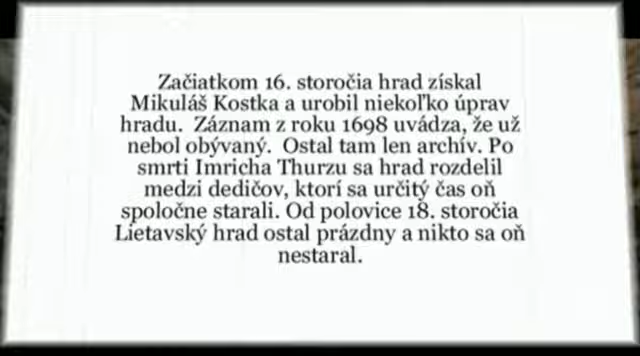 Začiatkom 16. storočia hrad získal
Mikuláš Kostka a urobil niekoľko úprav
hradu.  Záznam z roku 1698 uvádza, že už
nebol obývaný.  Ostal tam len archív. Po
smrti Imricha Thurzu sa hrad rozdelil
medzi dedičov, ktorí sa určitý čas oň
spoločne starali. Od polovice 18. storočia
Lietavský hrad ostal prázdny a nikto sa oň
nestaral.